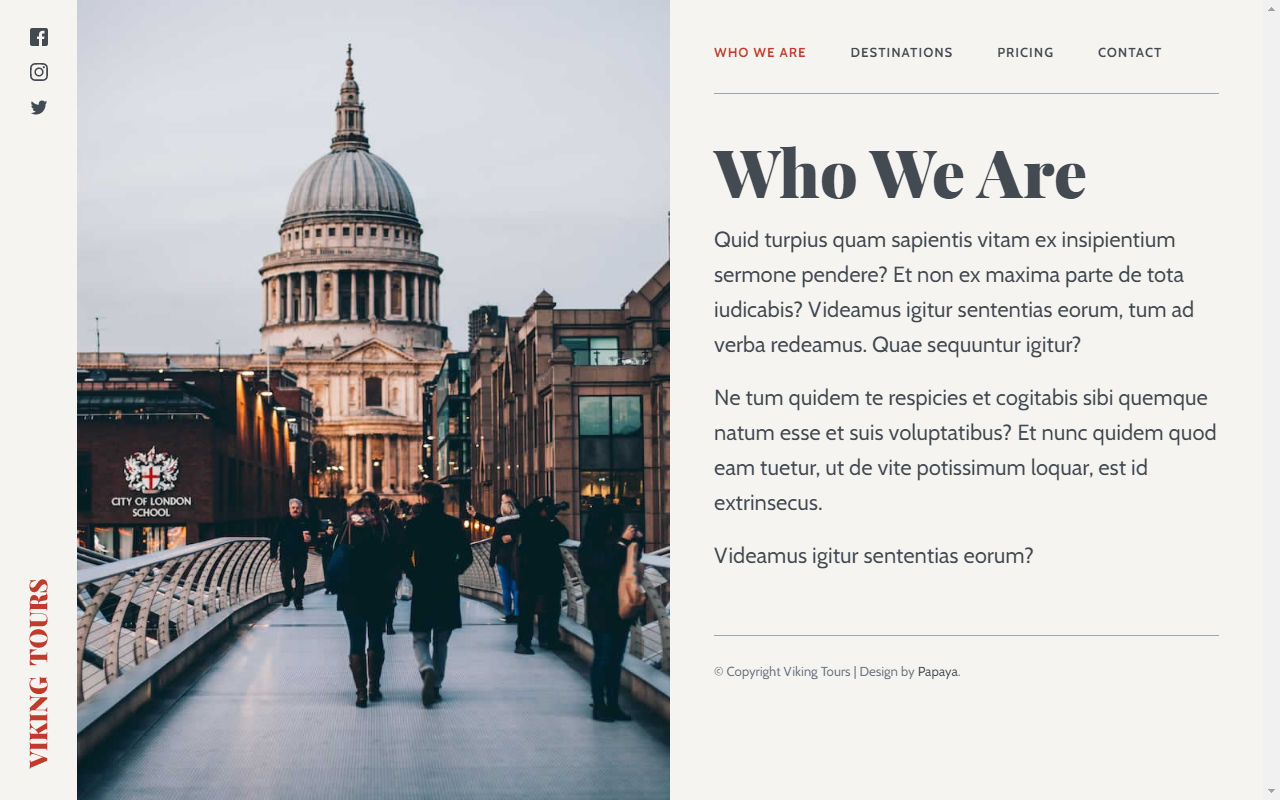 WHO WE ARE
DESTINATIONS
PRICING
CONTACT
Who We Are
Quid turpius quam sapientis vitam ex insipientium
sermone pendere? Et non ex maxima parte de tota
iudicabis? Videamus igitur sententias eorum, tum ad
verba redeamus. Quae sequuntur igitur?
Ne tum quidem te respicies et cogitabis sibi quemque
natum esse et suis voluptatibus? Et nunc quidem quod
eam tuetur, ut de vite potissimum loquar, est id
extrinsecus.
Videamus igitur sententias eorum?
© Copyright Viking Tours | Design by Papaya.
VIKING TOURS
CITY OF LONDON
SCHOOL